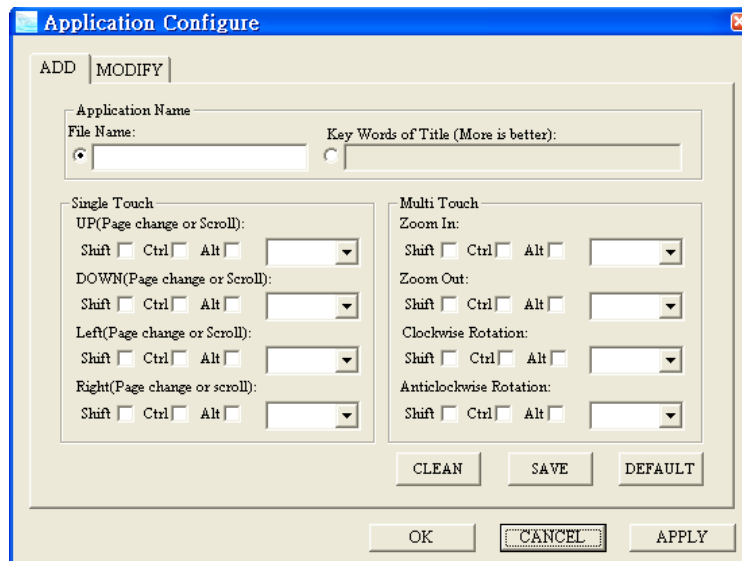 Application Configure
ADD MODIFY
Application Name
File Name: Key Words of Title (More is better):
Single Touch
UP(Page change or Scroll):
Shift Ctrl Alt
DOWN(Page change or Scroll):
Shift Ctrl Alt
Left(Page change or Scroll):
Shift Ctrl Alt
Right(Page change or scroll):
Shift Ctrl Alt
Multi Touch
Zoom In:
Shift Ctrl Alt
Zoom Out:
Shift Ctrl Alt
Clockwise Rotation:
Shift Ctrl Alt
Anticlockwise Rotation:
Shift Ctrl Alt
CLEAN SAVE DEFAULT
OK CANCEL APPLY